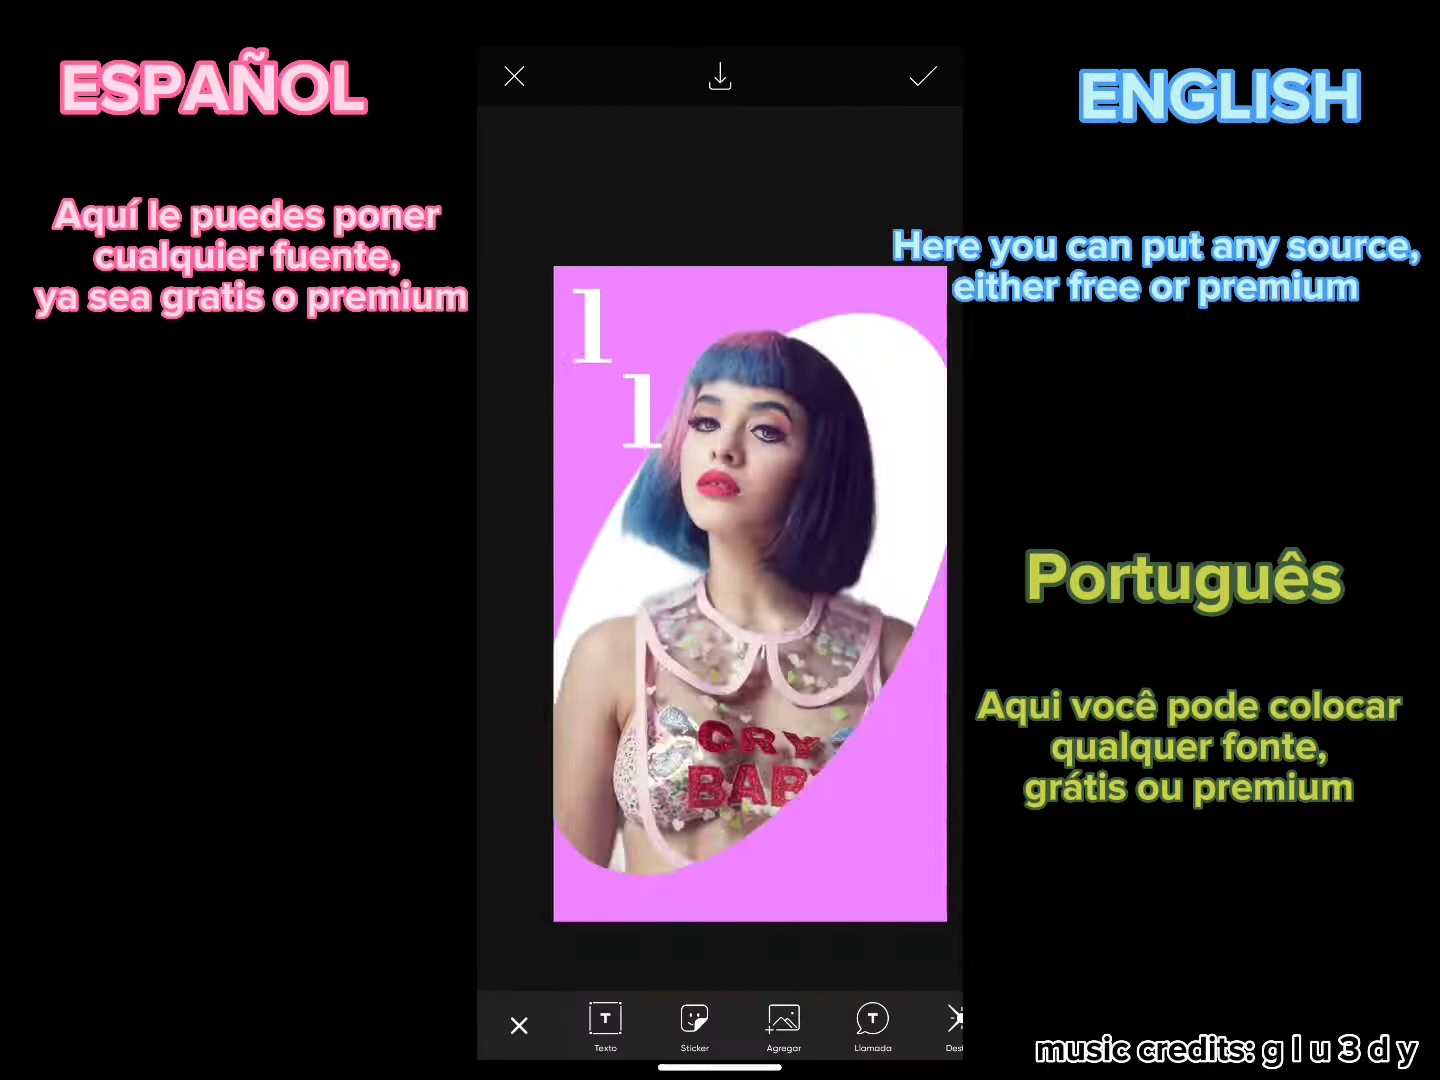 ESPAÑOL
Aquí le puedes poner
cualquier fuente,
ya sea gratis o premium
ENGLISH
Here you can put any source,
either free or premium
1
1
CRY
BABY
Português
Aqui você pode colocar
qualquer fonte,
grátis ou premium
T
T
Texto
Sticker
Agregar
Llamada
Dest
music credits: g l u 3 d y